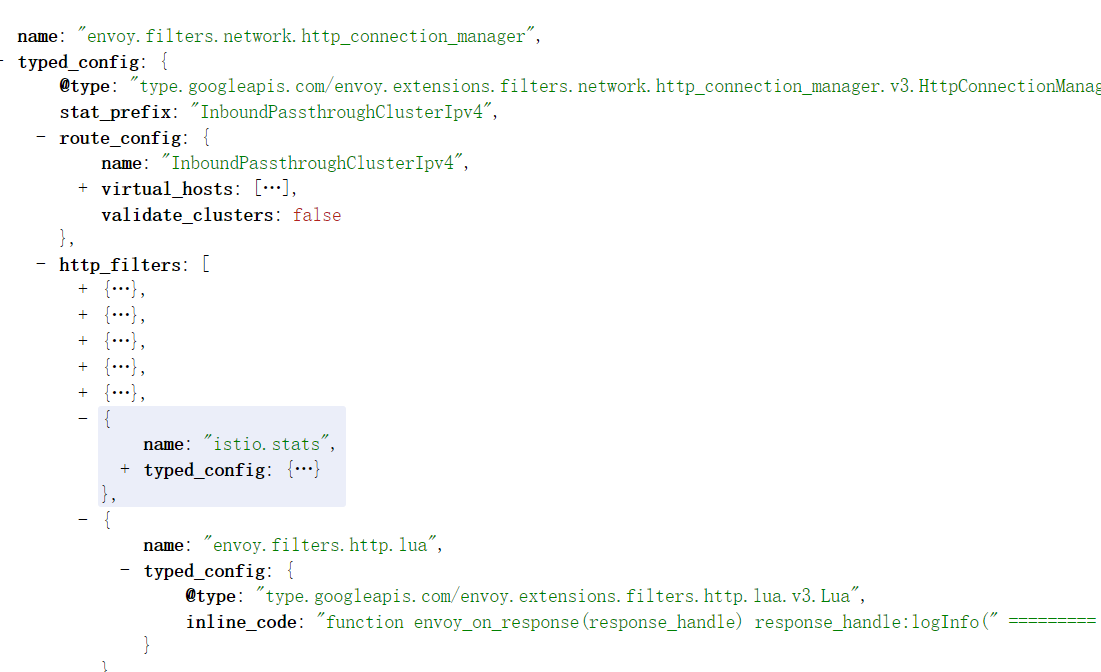 name: "envoy.filters.network.http_connection_manager",
- typed_config: {
@type: "type.googleapis.com/envoy.extensions.filters.network.http_connection_manager.v3.HttpConnectionManag
stat_prefix: "InboundPassthroughClusterIpv4",
- route_config: {
name: "InboundPassthroughClusterIpv4",
+ virtual_hosts: […],
validate_clusters: false
},
- http_filters: [
+ {…},
+ {…},
+ {…},
+ {…},
+ {…},
- {
name: "istio.stats",
+ typed_config: {…}
},
- {
name: "envoy.filters.http.lua",
- typed_config: {
@type: "type.googleapis.com/envoy.extensions.filters.http.lua.v3.Lua",
inline_code: "function envoy_on_response(response_handle) response_handle:logInfo(" =========
}
}